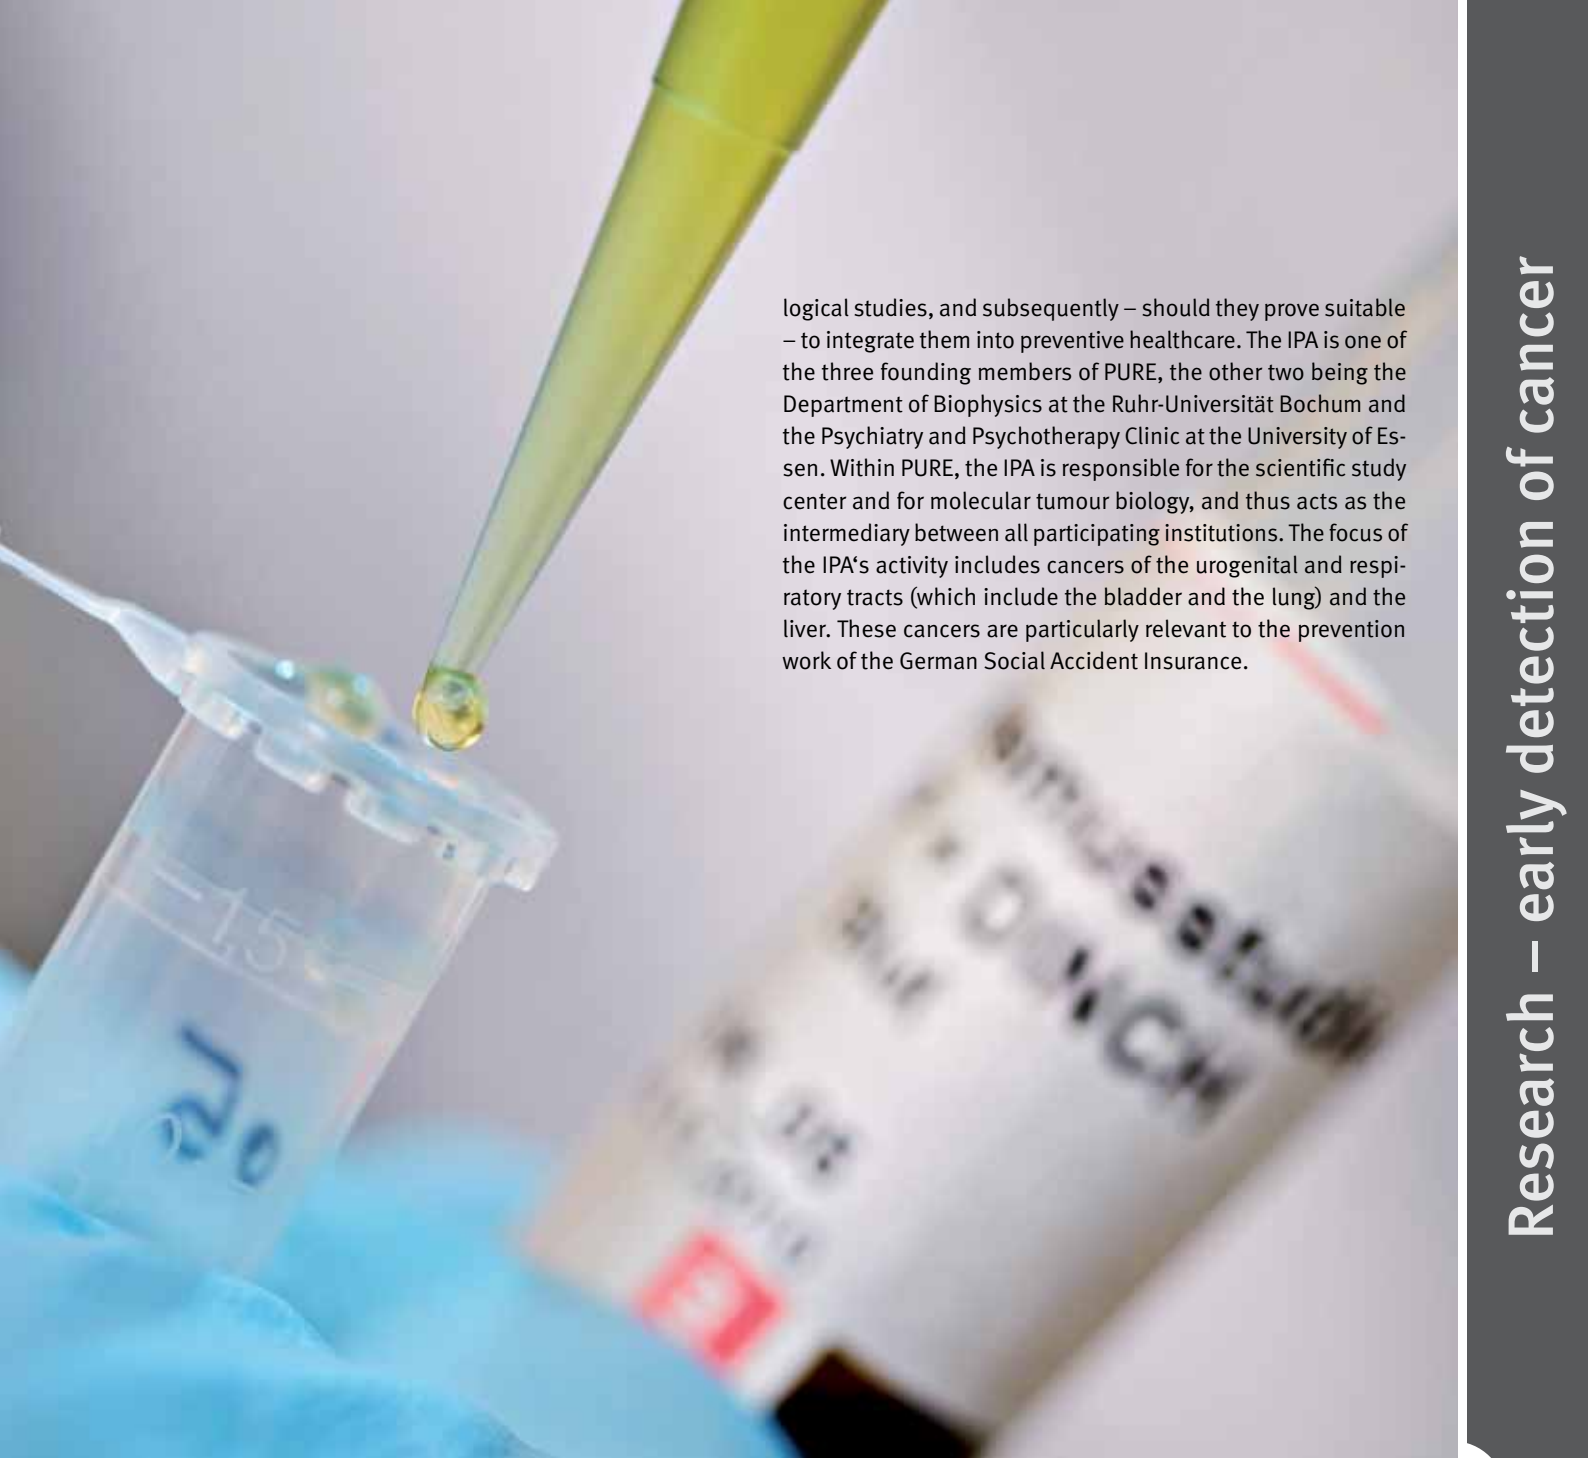 logical studies, and subsequently – should they prove suitable
– to integrate them into preventive healthcare. The IPA is one of
the three founding members of PURE, the other two being the
Department of Biophysics at the Ruhr-Universität Bochum and
the Psychiatry and Psychotherapy Clinic at the University of Es-
sen. Within PURE, the IPA is responsible for the scientific study
center and for molecular tumour biology, and thus acts as the
intermediary between all participating institutions. The focus of
the IPA‘s activity includes cancers of the urogenital and respi-
ratory tracts (which include the bladder and the lung) and the
liver. These cancers are particularly relevant to the prevention
work of the German Social Accident Insurance.
Research – early detection of cancer
1,5